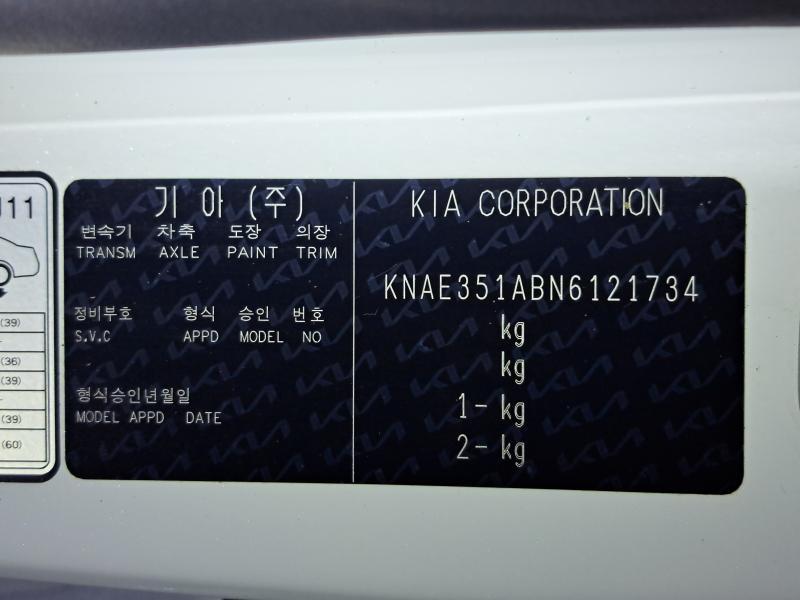 J11
(39)
(36)
(39)
(39)
(60)
기아(주)
변속기 차축 도장 의장
TRANSM AXLE PAINT TRIM
정비부호 형식 승인 번호
S.V.C APPD MODEL NO
형식승인년월일
MODEL APPD DATE
KIA CORPORATION
KNAE351ABN6121734
kg
kg
1- kg
2- kg